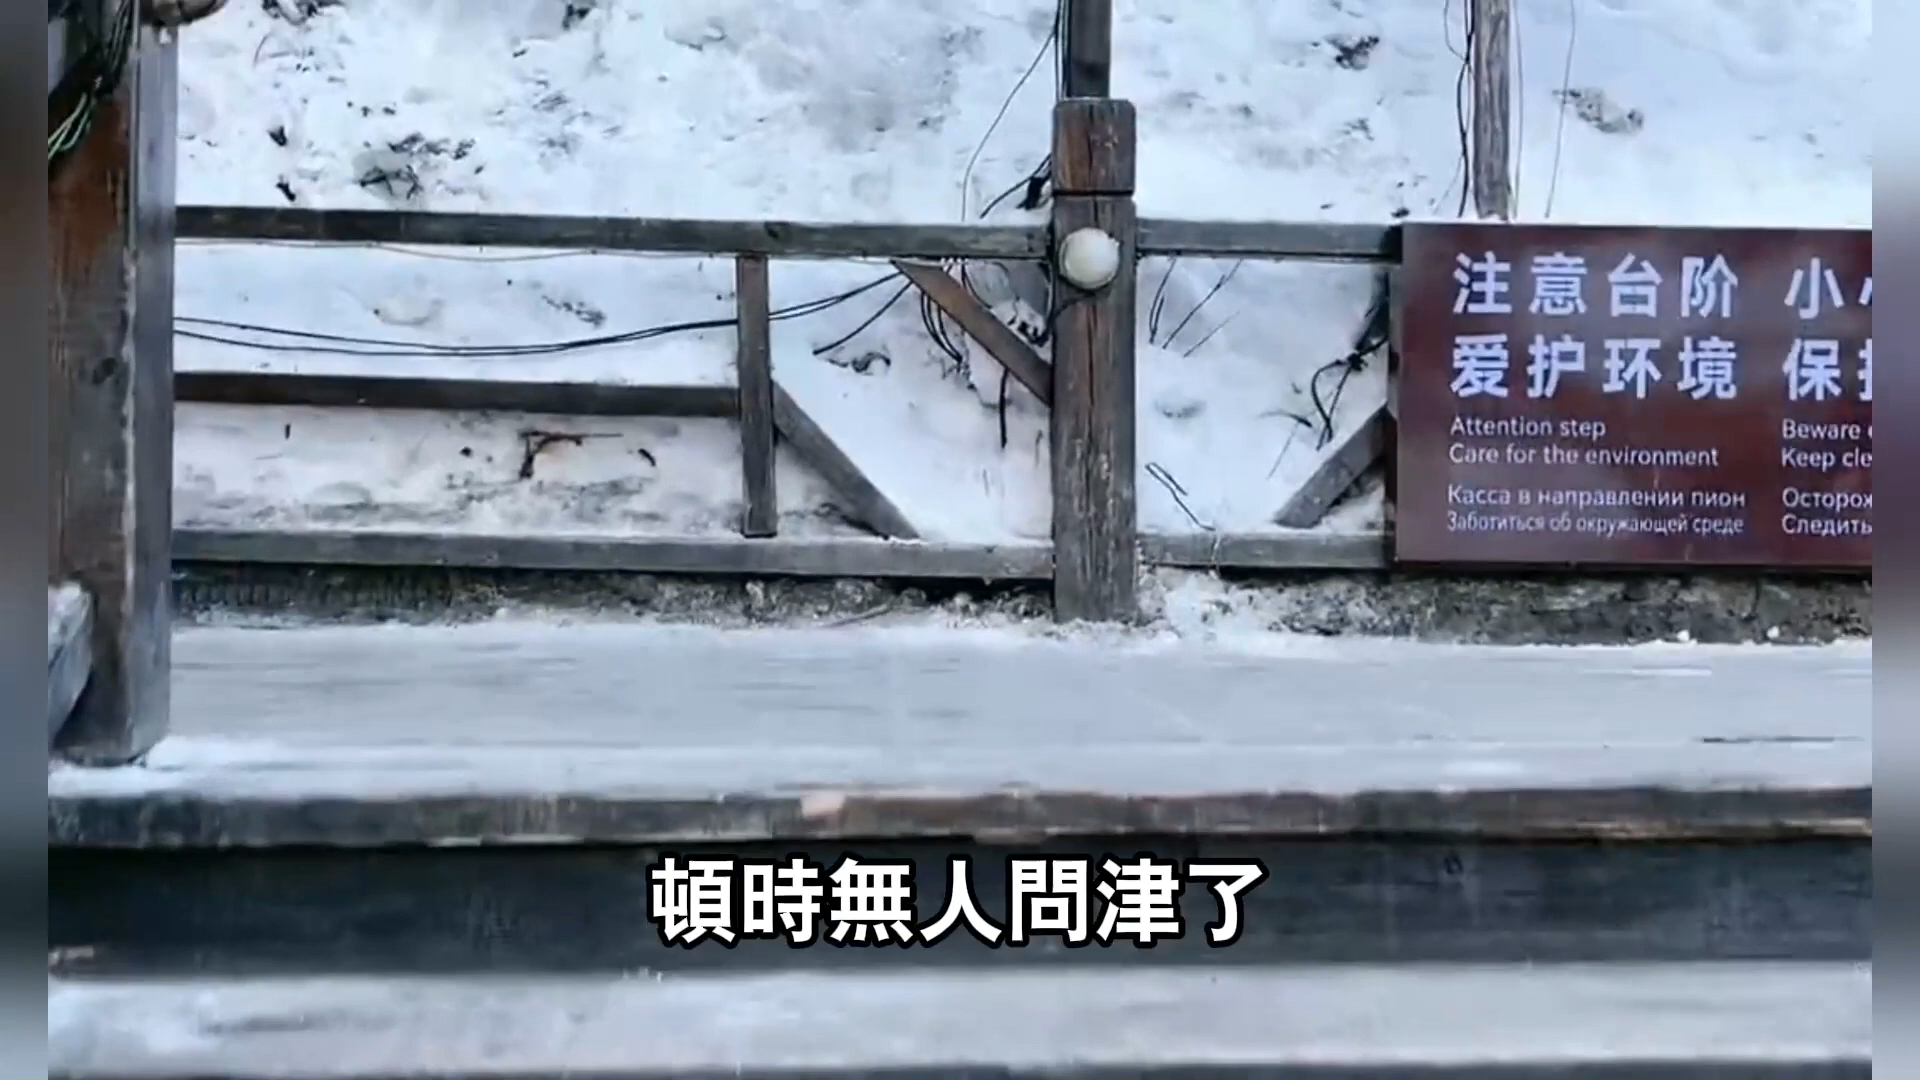 注意台阶 小
爱护环境 保
Attention step Beware
Care for the environment Keep cle
Касса в направлении пион Осторож
Заботиться об окружающей среде Следить
頓時無人問津了